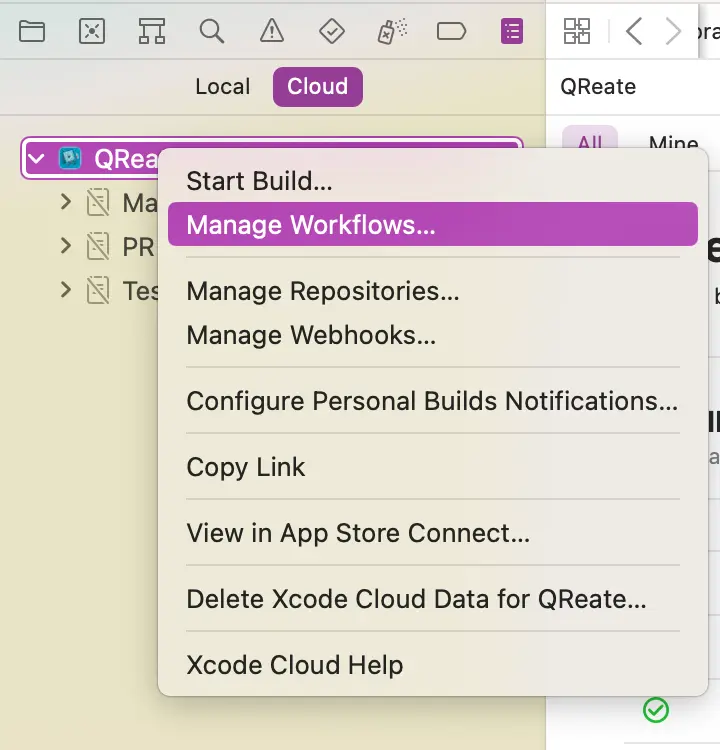 Local
Cloud
QReate
All
Mine
QRea
Start Build...
Manage Workflows...
Ma
PR
Manage Repositories...
Tes
Manage Webhooks...
Configure Personal Builds Notifications...
Copy Link
View in App Store Connect...
Delete Xcode Cloud Data for QReate...
Xcode Cloud Help